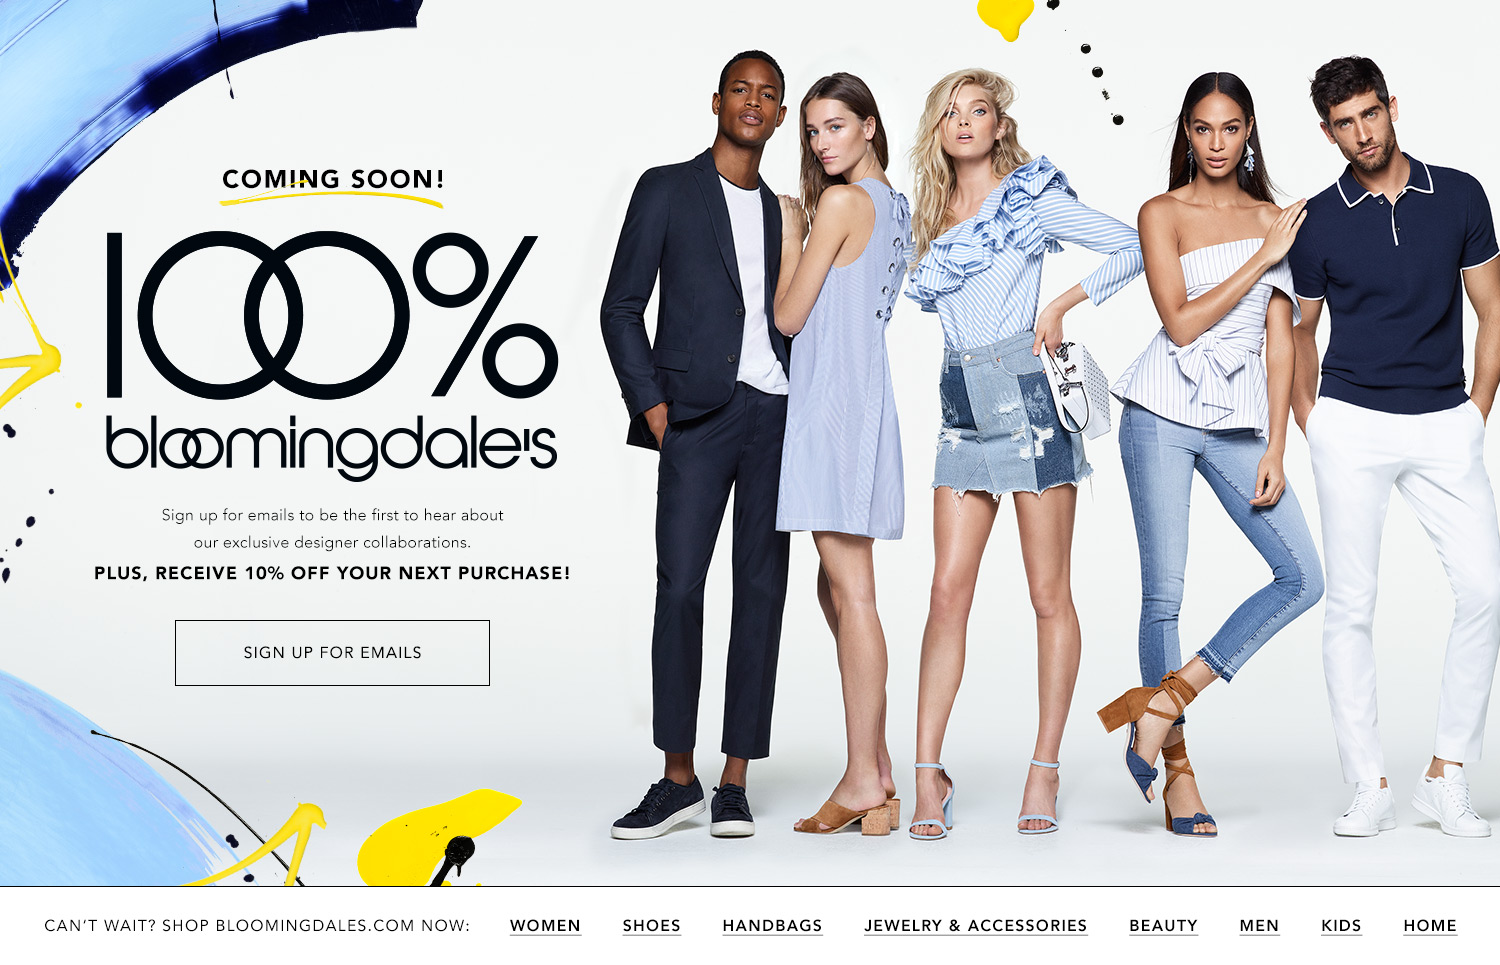 COMING SOON!
100%
bloomingdale's
Sign up for emails to be the first to hear about
our exclusive designer collaborations.
PLUS, RECEIVE 10% OFF YOUR NEXT PURCHASE!
SIGN UP FOR EMAILS
CAN'T WAIT? SHOP BLOOMINGDALES.COM NOW: WOMEN SHOES HANDBAGS JEWELRY & ACCESSORIES BEAUTY MEN KIDS HOME